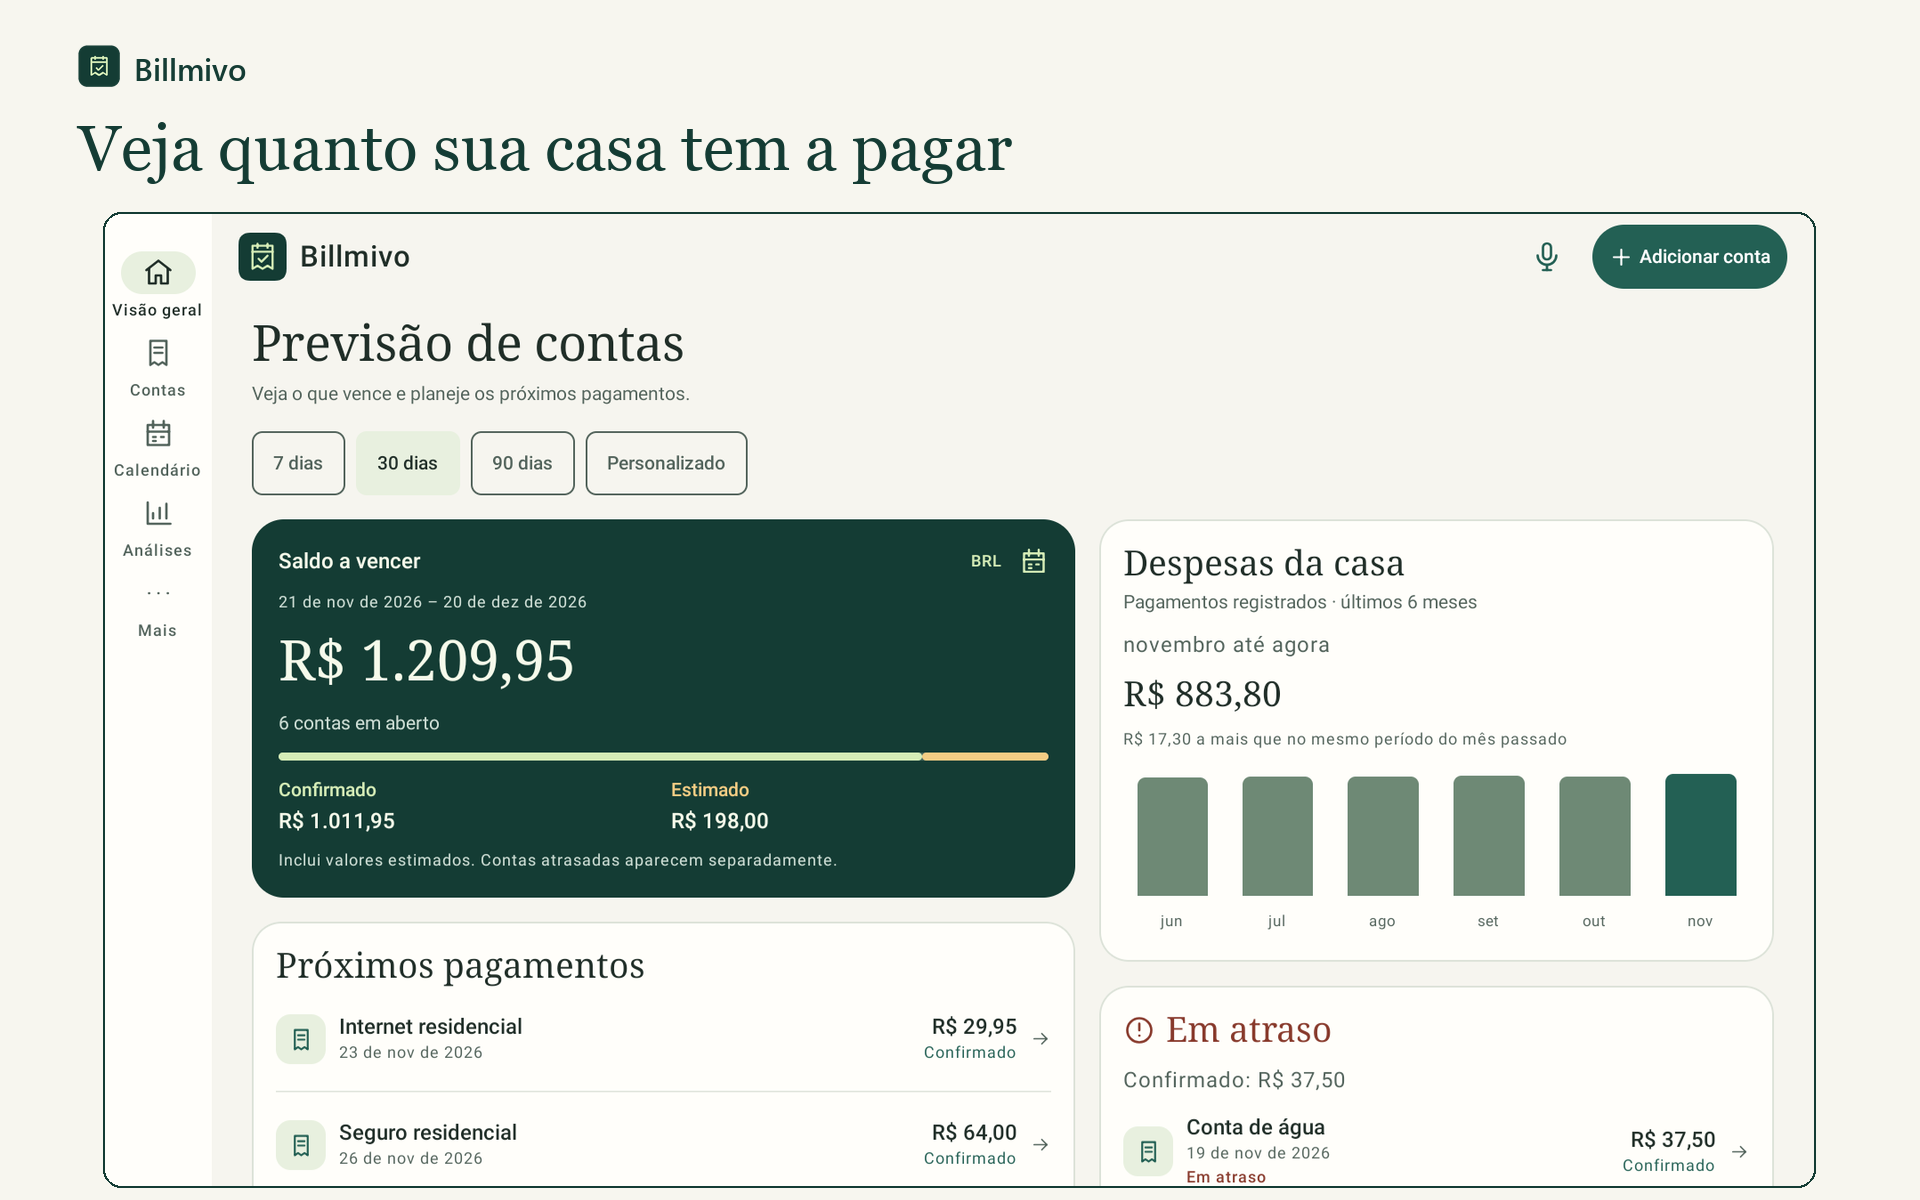 Billmivo
Veja quanto sua casa tem a pagar
Visão geral
Contas
Calendário
Análises
Mais
Billmivo
Adicionar conta
Previsão de contas
Veja o que vence e planeje os próximos pagamentos.
7 dias
30 dias
90 dias
Personalizado
Saldo a vencer
BRL
21 de nov de 2026 – 20 de dez de 2026
R$ 1.209,95
6 contas em aberto
Confirmado
R$ 1.011,95
Estimado
R$ 198,00
Inclui valores estimados. Contas atrasadas aparecem separadamente.
Próximos pagamentos
Internet residencial
23 de nov de 2026
R$ 29,95
Confirmado
Seguro residencial
26 de nov de 2026
R$ 64,00
Confirmado
Despesas da casa
Pagamentos registrados · últimos 6 meses
novembro até agora
R$ 883,80
R$ 17,30 a mais que no mesmo período do mês passado
jun jul ago set out nov
Em atraso
Confirmado: R$ 37,50
Conta de água
19 de nov de 2026
Em atraso
R$ 37,50
Confirmado